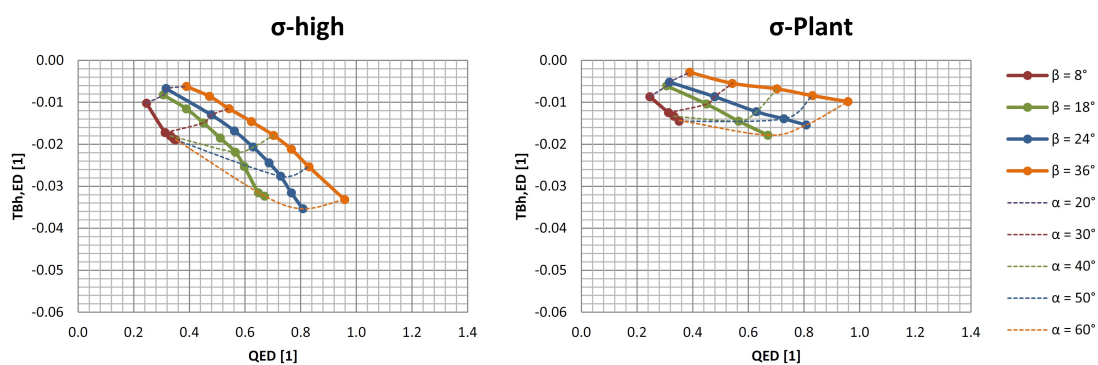 σ-high
σ-Plant
0.00
-0.01
-0.02
-0.03
-0.04
-0.05
-0.06
TBh,ED [1]
0.0 0.2 0.4 0.6 0.8 1.0 1.2 1.4
QED [1]
0.00
-0.01
-0.02
-0.03
-0.04
-0.05
-0.06
TBh,ED [1]
0.0 0.2 0.4 0.6 0.8 1.0 1.2 1.4
QED [1]
β = 8°
β = 18°
β = 24°
β = 36°
α = 20°
α = 30°
α = 40°
α = 50°
α = 60°